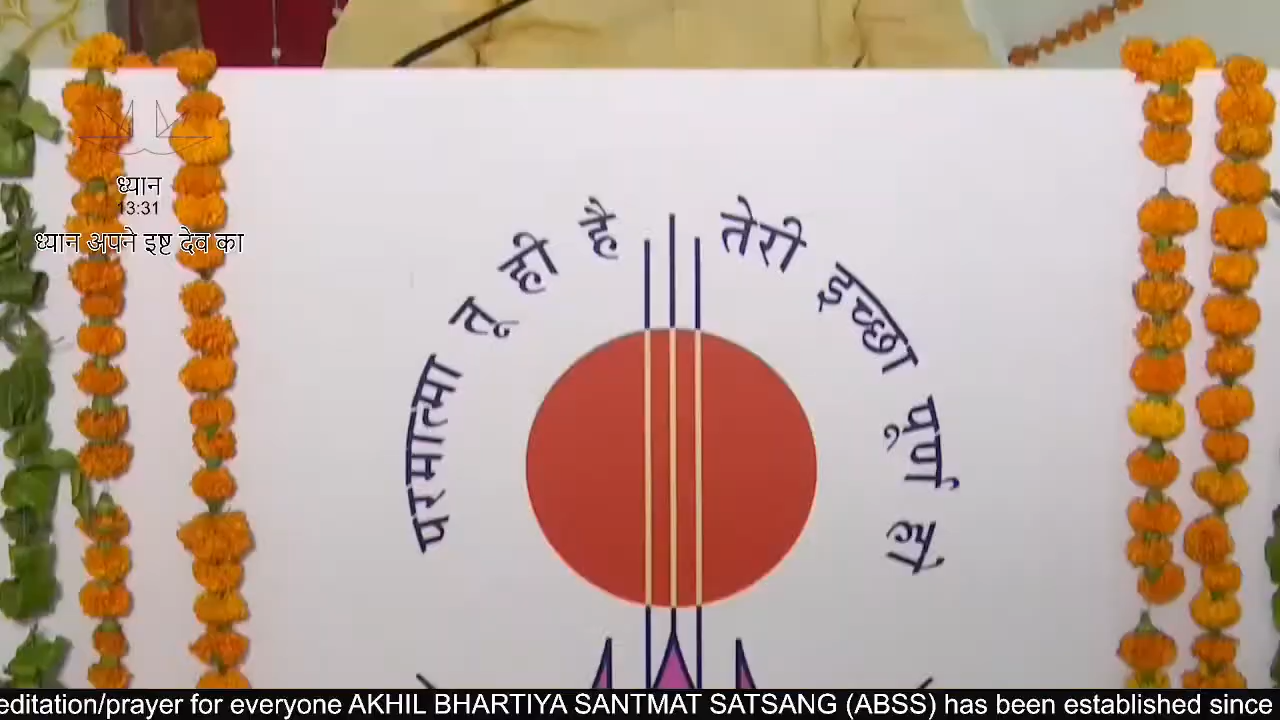 ध्यान
13:31
ध्यान अपने इष्ट देव का
परमात्मा तू ही है
तेरी इच्छा पूर्ण हो
editation/prayer for everyone AKHIL BHARTIYA SANTMAT SATSANG (ABSS) has been established since